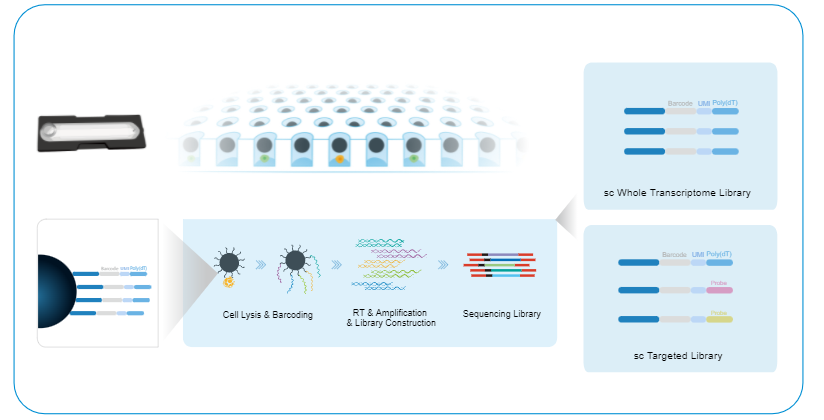 Barcode UMI Poly(dT)
sc Whole Transcriptome Library
Barcode UMI Poly(dT)
Cell Lysis & Barcoding
RT & Amplification
& Library Construction
Sequencing Library
Barcode UMI Poly(dT)
Probe
Probe
sc Targeted Library